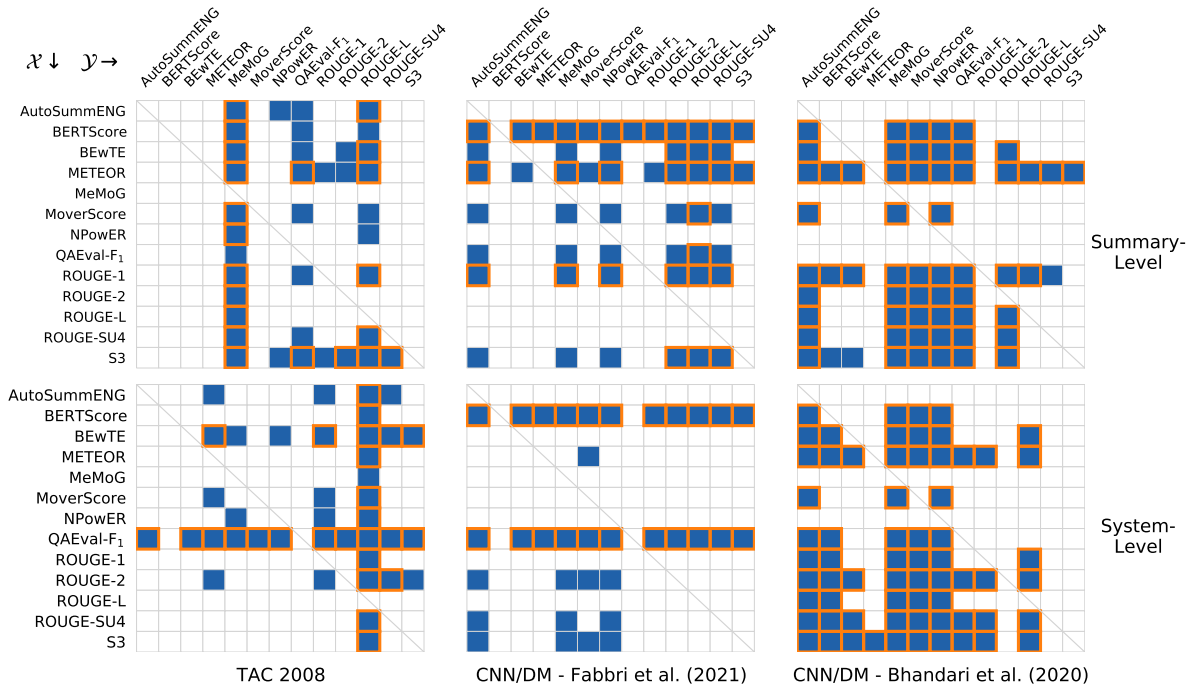 𝒳 ↓ 𝒴 →
AutoSummENG
BERTScore
BEwTE
METEOR
MeMoG
MoverScore
NPowER
QAEval-F₁
ROUGE-1
ROUGE-2
ROUGE-L
ROUGE-SU4
S3
AutoSummENG
BERTScore
BEwTE
METEOR
MeMoG
MoverScore
NPowER
QAEval-F₁
ROUGE-1
ROUGE-2
ROUGE-L
ROUGE-SU4
S3
AutoSummENG
BERTScore
BEwTE
METEOR
MeMoG
MoverScore
NPowER
QAEval-F₁
ROUGE-1
ROUGE-2
ROUGE-L
ROUGE-SU4
S3
AutoSummENG
BERTScore
BEwTE
METEOR
MeMoG
MoverScore
NPowER
QAEval-F₁
ROUGE-1
ROUGE-2
ROUGE-L
ROUGE-SU4
S3
Summary-
Level
AutoSummENG
BERTScore
BEwTE
METEOR
MeMoG
MoverScore
NPowER
QAEval-F₁
ROUGE-1
ROUGE-2
ROUGE-L
ROUGE-SU4
S3
System-
Level
TAC 2008
CNN/DM - Fabbri et al. (2021)
CNN/DM - Bhandari et al. (2020)